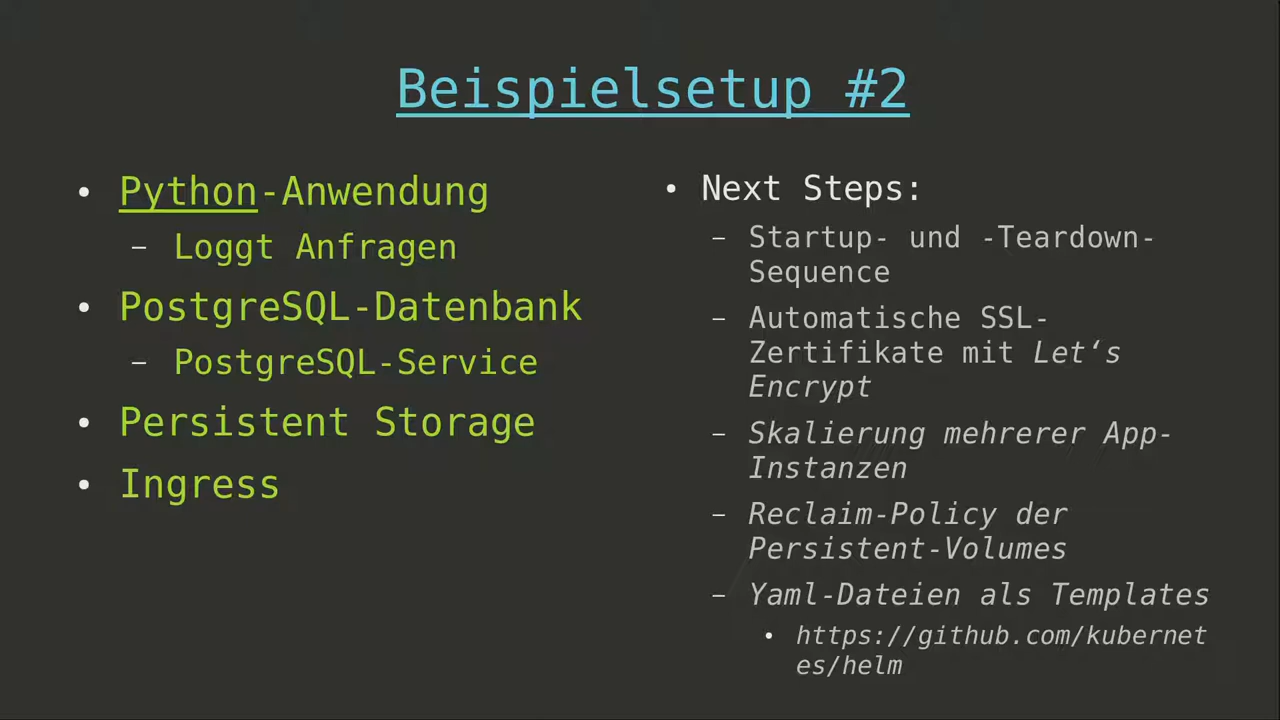 Beispielsetup #2
• Python-Anwendung
– Loggt Anfragen
• PostgreSQL-Datenbank
– PostgreSQL-Service
• Persistent Storage
• Ingress
• Next Steps:
– Startup- und -Teardown-
Sequence
– Automatische SSL-
Zertifikate mit Let‘s
Encrypt
– Skalierung mehrerer App-
Instanzen
– Reclaim-Policy der
Persistent-Volumes
– Yaml-Dateien als Templates
• https://github.com/kubernet
es/helm